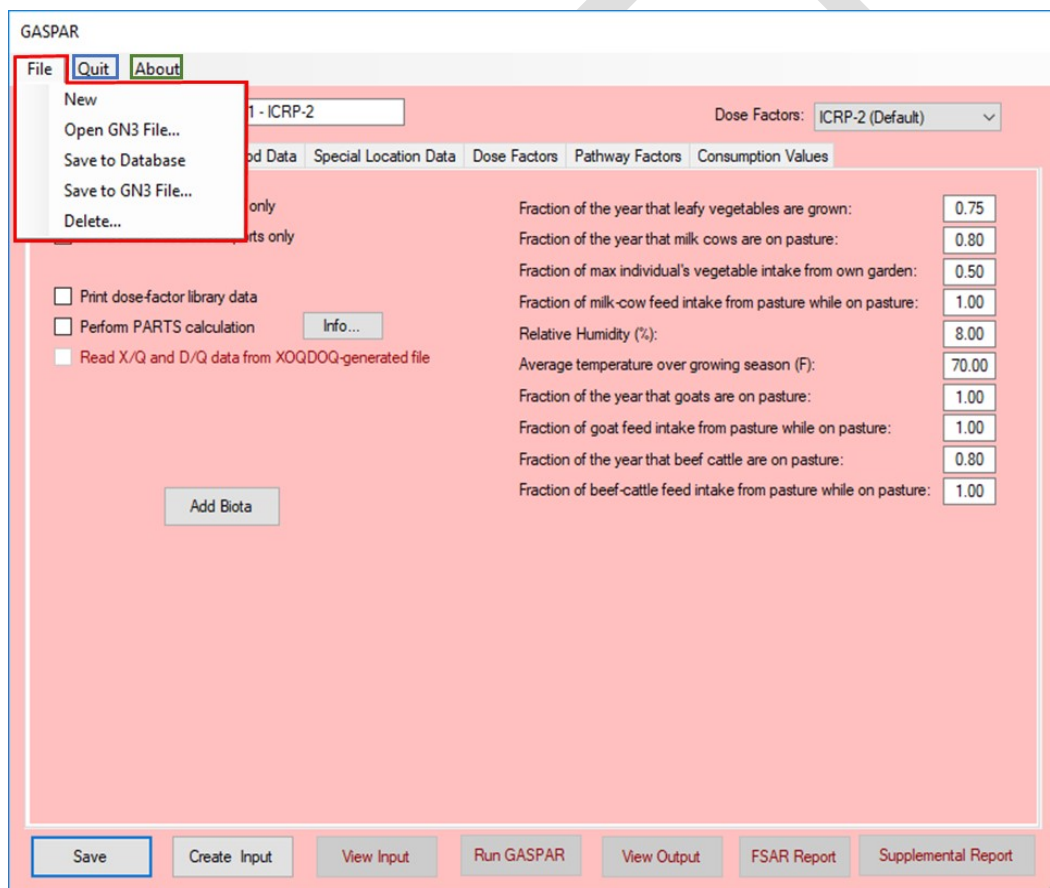 GASPAR
File Quit About
New
Open GN3 File...
Save to Database
Save to GN3 File...
Delete...
1 - ICRP-2
Dose Factors: ICRP-2 (Default)
Data Special Location Data Dose Factors Pathway Factors Consumption Values
only
only
Print dose-factor library data
Perform PARTS calculation Info...
Read X/Q and D/Q data from XOQDOQ-generated file
Add Biota
Fraction of the year that leafy vegetables are grown: 0.75
Fraction of the year that milk cows are on pasture: 0.80
Fraction of max individual's vegetable intake from own garden: 0.50
Fraction of milk-cow feed intake from pasture while on pasture: 1.00
Relative Humidity (%): 8.00
Average temperature over growing season (F): 70.00
Fraction of the year that goats are on pasture: 1.00
Fraction of goat feed intake from pasture while on pasture: 1.00
Fraction of the year that beef cattle are on pasture: 0.80
Fraction of beef-cattle feed intake from pasture while on pasture: 1.00
Save Create Input View Input Run GASPAR View Output FSAR Report Supplemental Report